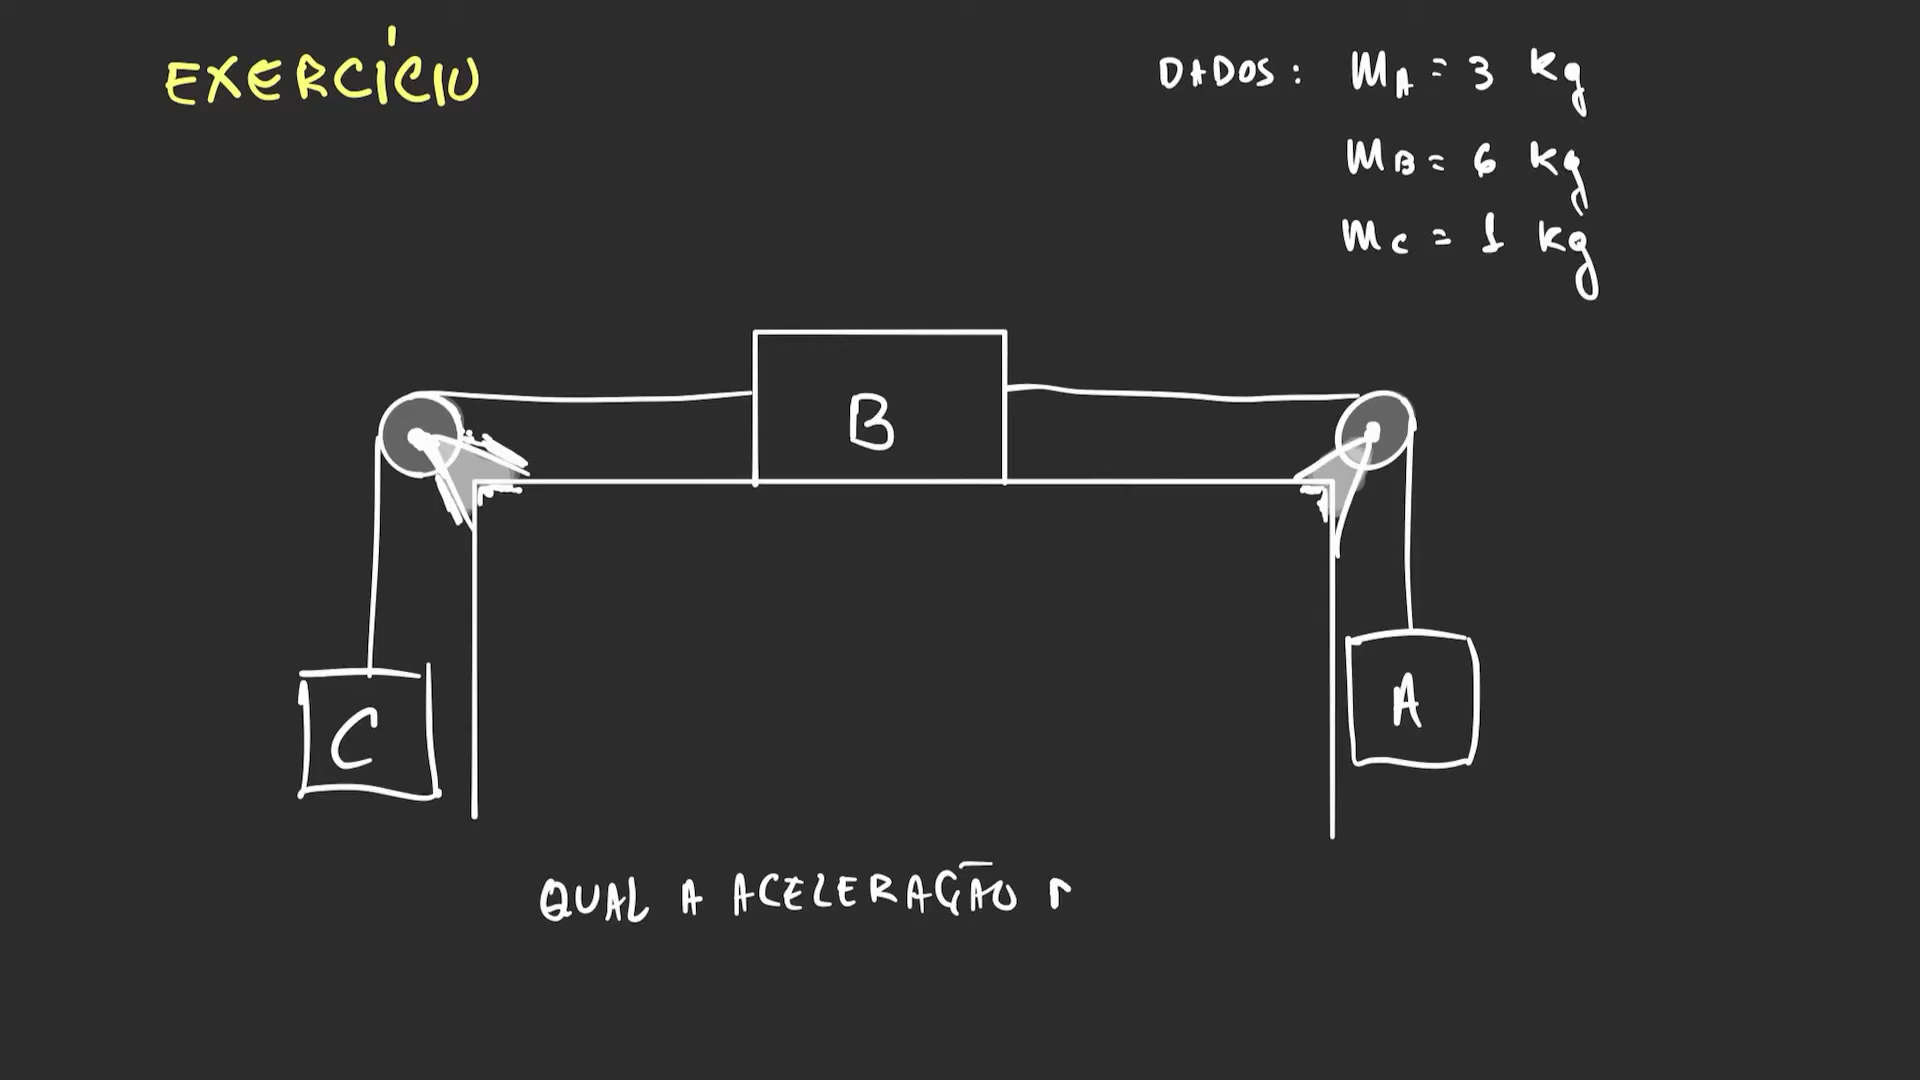 EXERCÍCIO
DADOS: mA = 3 kg
mB = 6 kg
mC = 1 kg
B
C
A
QUAL A ACELERAÇÃO